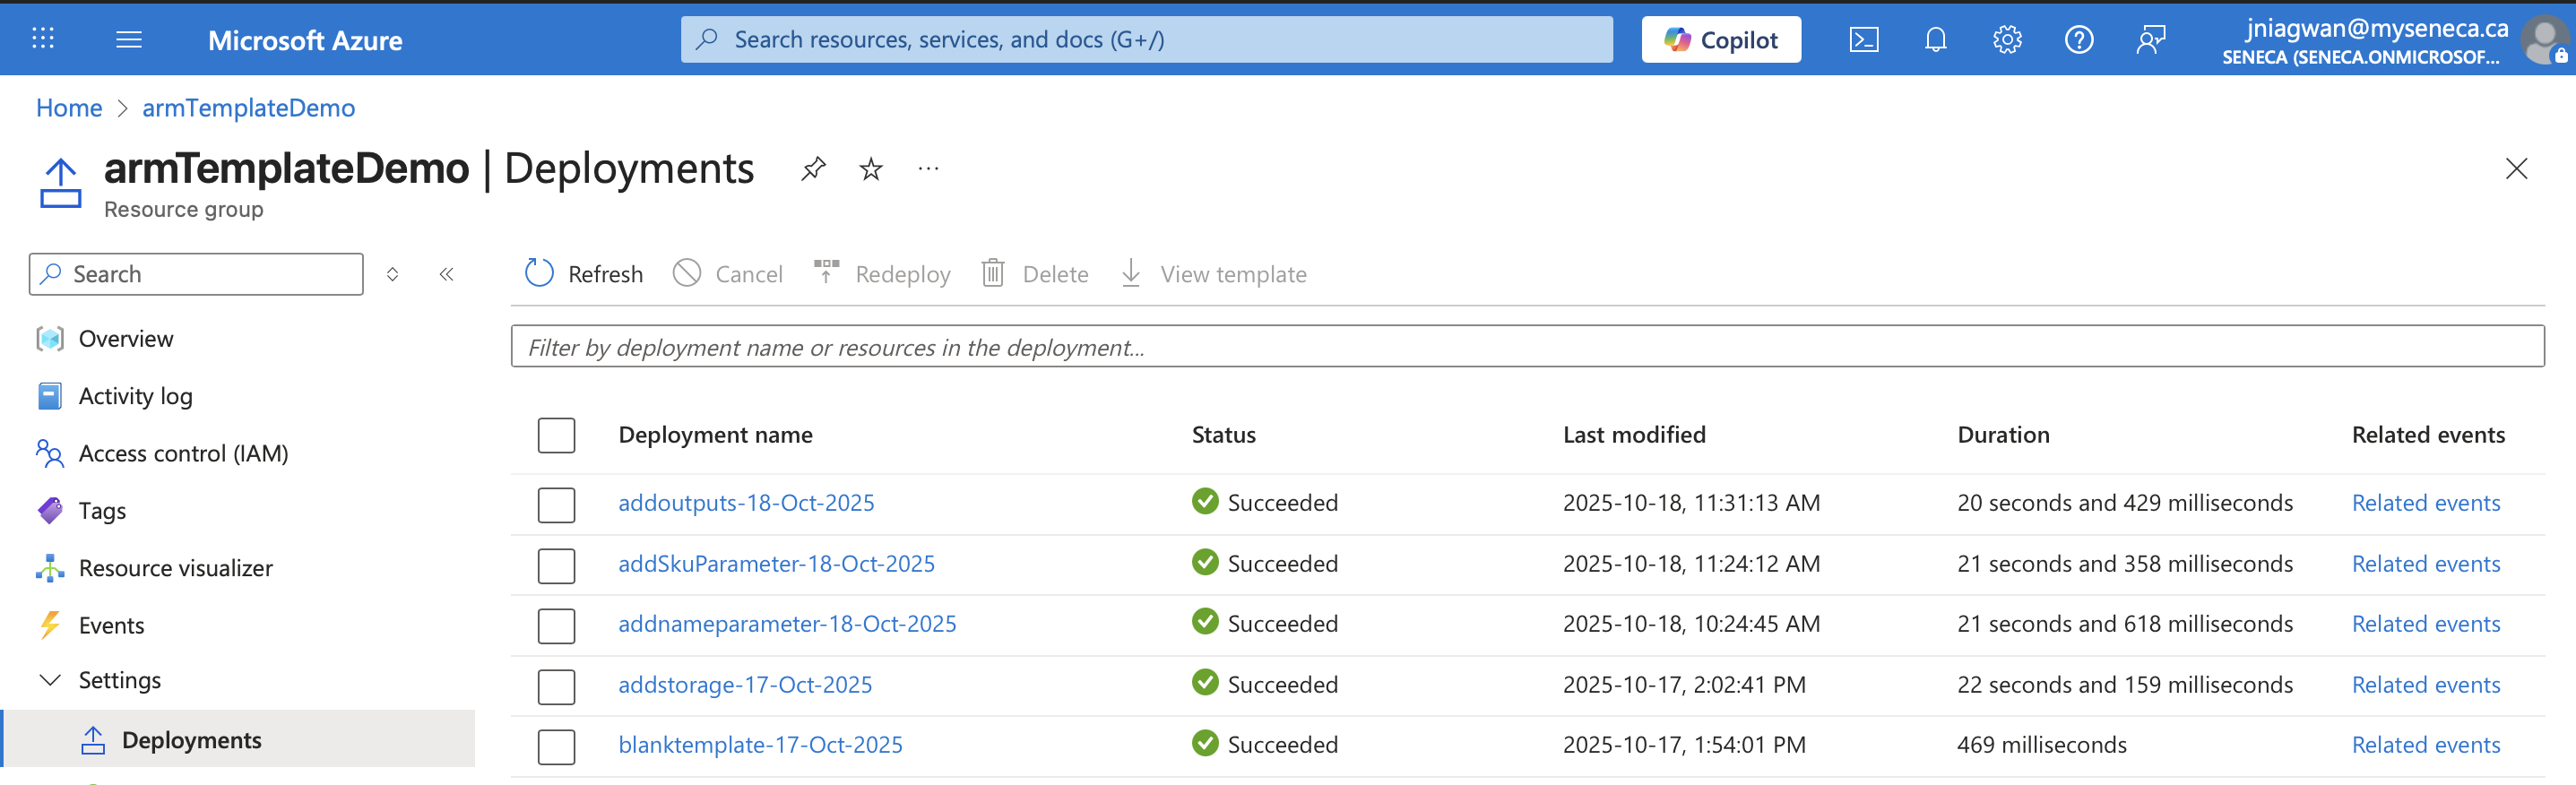 Microsoft Azure
Search resources, services, and docs (G+/)
Copilot
jniagwan@myseneca.ca
SENECA (SENECA.ONMICROSOF...
Home > armTemplateDemo
armTemplateDemo | Deployments
Resource group
Search
Refresh Cancel Redeploy Delete View template
Filter by deployment name or resources in the deployment...
Overview
Activity log
Access control (IAM)
Tags
Resource visualizer
Events
Settings
Deployments
Deployment name Status Last modified Duration Related events
addoutputs-18-Oct-2025 Succeeded 2025-10-18, 11:31:13 AM 20 seconds and 429 milliseconds Related events
addSkuParameter-18-Oct-2025 Succeeded 2025-10-18, 11:24:12 AM 21 seconds and 358 milliseconds Related events
addnameparameter-18-Oct-2025 Succeeded 2025-10-18, 10:24:45 AM 21 seconds and 618 milliseconds Related events
addstorage-17-Oct-2025 Succeeded 2025-10-17, 2:02:41 PM 22 seconds and 159 milliseconds Related events
blanktemplate-17-Oct-2025 Succeeded 2025-10-17, 1:54:01 PM 469 milliseconds Related events